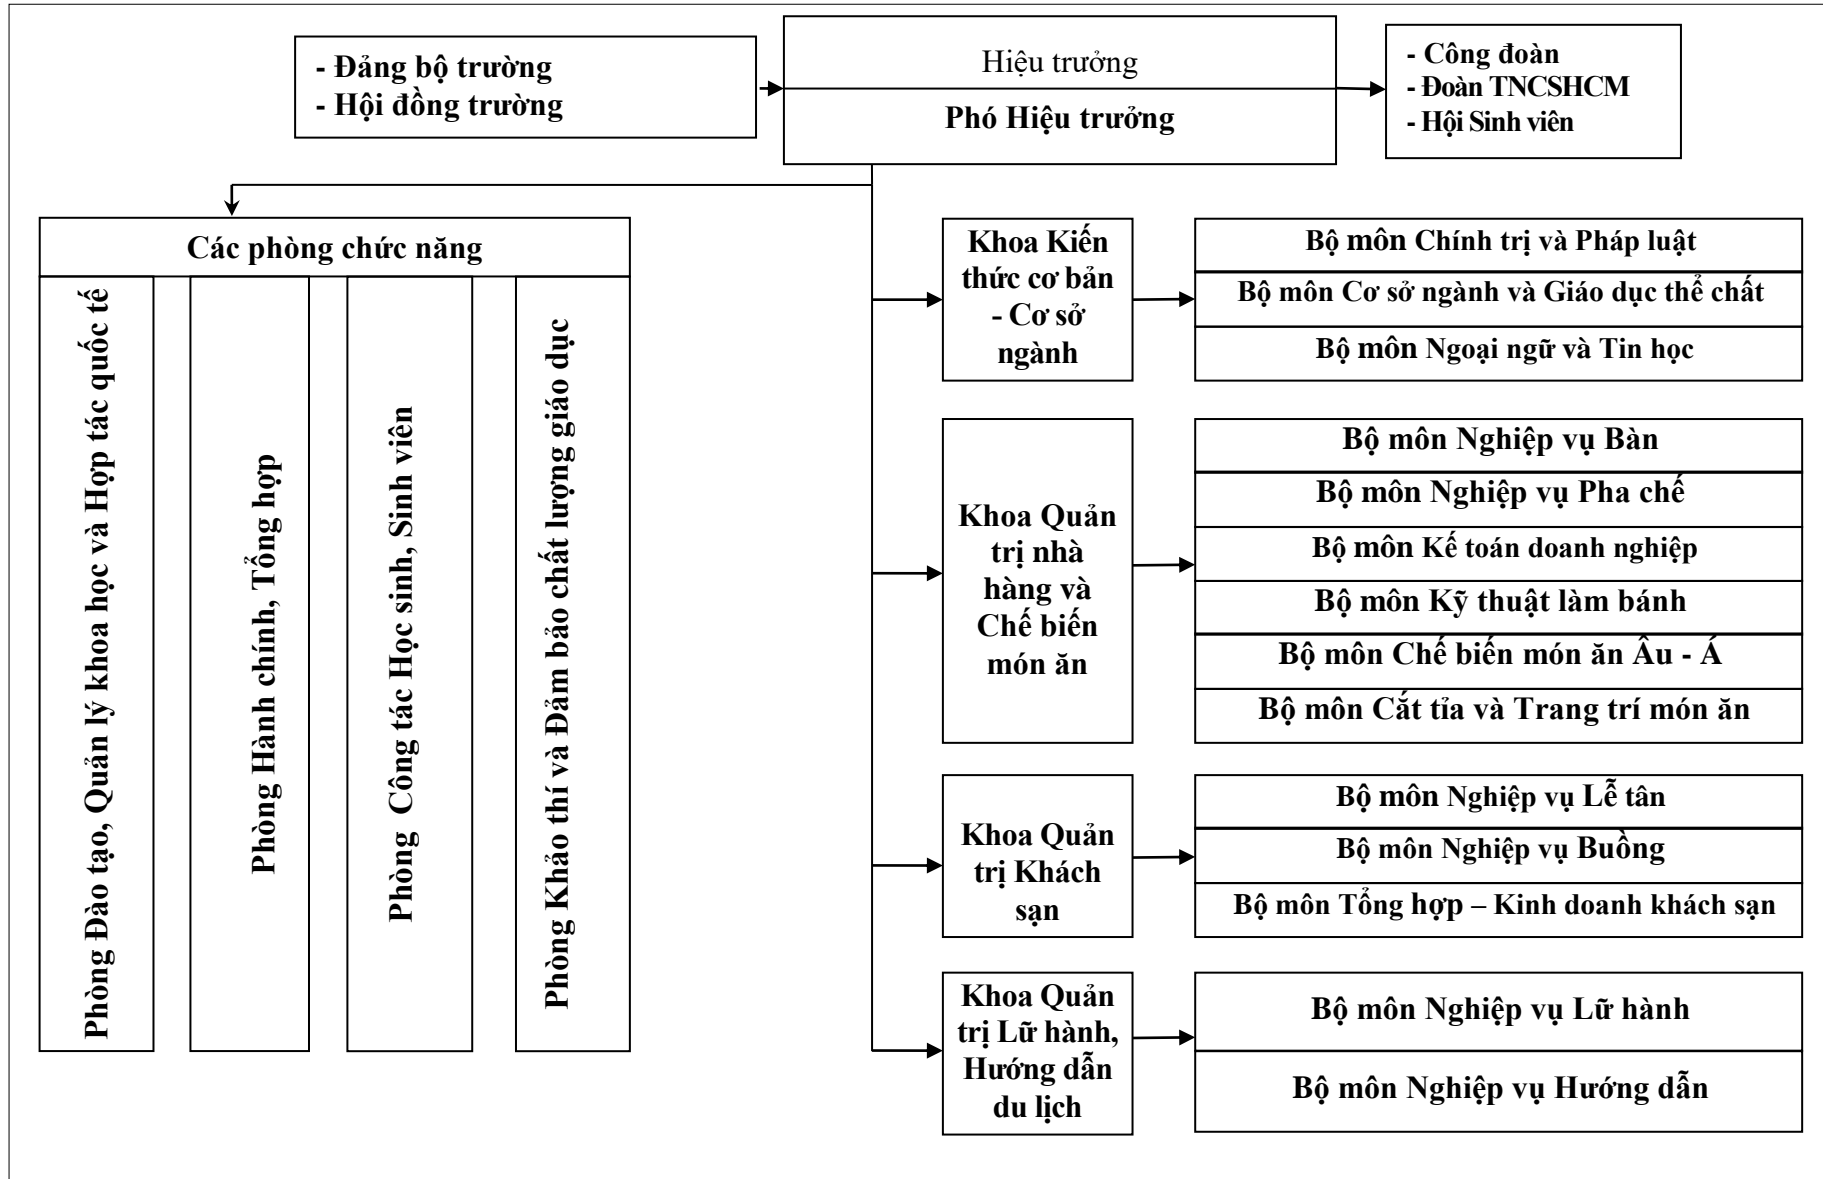 - Đảng bộ trường
- Hội đồng trường
Hiệu trưởng
Phó Hiệu trưởng
- Công đoàn
- Đoàn TNCSHCM
- Hội Sinh viên
Các phòng chức năng
Phòng Đào tạo, Quản lý khoa học và Hợp tác quốc tế
Phòng Hành chính, Tổng hợp
Phòng Công tác Học sinh, Sinh viên
Phòng Khảo thí và Đảm bảo chất lượng giáo dục
Khoa Kiến
thức cơ bản
- Cơ sở
ngành
Bộ môn Chính trị và Pháp luật
Bộ môn Cơ sở ngành và Giáo dục thể chất
Bộ môn Ngoại ngữ và Tin học
Khoa Quản
trị nhà
hàng và
Chế biến
món ăn
Bộ môn Nghiệp vụ Bàn
Bộ môn Nghiệp vụ Pha chế
Bộ môn Kế toán doanh nghiệp
Bộ môn Kỹ thuật làm bánh
Bộ môn Chế biến món ăn Âu - Á
Bộ môn Cắt tỉa và Trang trí món ăn
Khoa Quản
trị Khách
sạn
Bộ môn Nghiệp vụ Lễ tân
Bộ môn Nghiệp vụ Buồng
Bộ môn Tổng hợp – Kinh doanh khách sạn
Khoa Quản
trị Lữ hành,
Hướng dẫn
du lịch
Bộ môn Nghiệp vụ Lữ hành
Bộ môn Nghiệp vụ Hướng dẫn